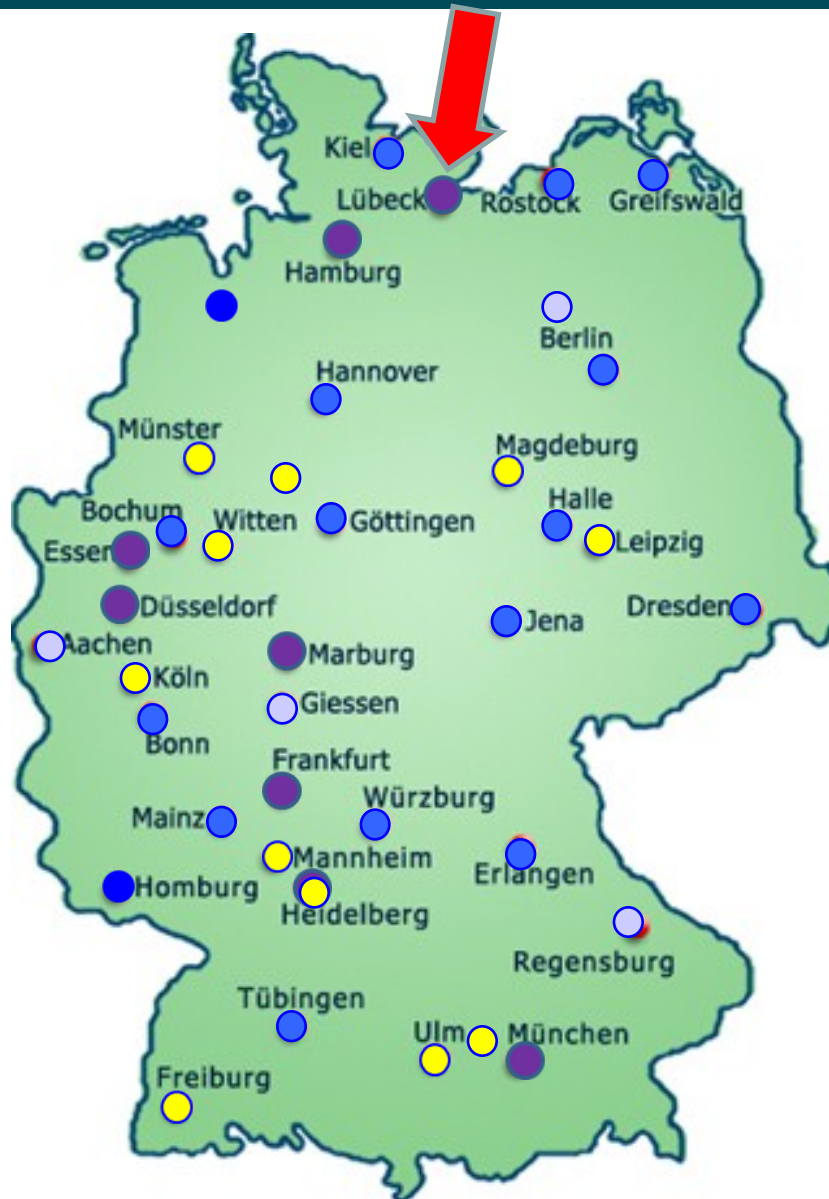 Kiel
Lübeck
Rostock
Greifswald
Hamburg
Berlin
Hannover
Münster
Magdeburg
Bochum
Witten
Göttingen
Halle
Essen
Leipzig
Düsseldorf
Jena
Dresden
Aachen
Marburg
Köln
Giessen
Bonn
Frankfurt
Würzburg
Mainz
Mannheim
Erlangen
Homburg
Heidelberg
Regensburg
Tübingen
Ulm
München
Freiburg